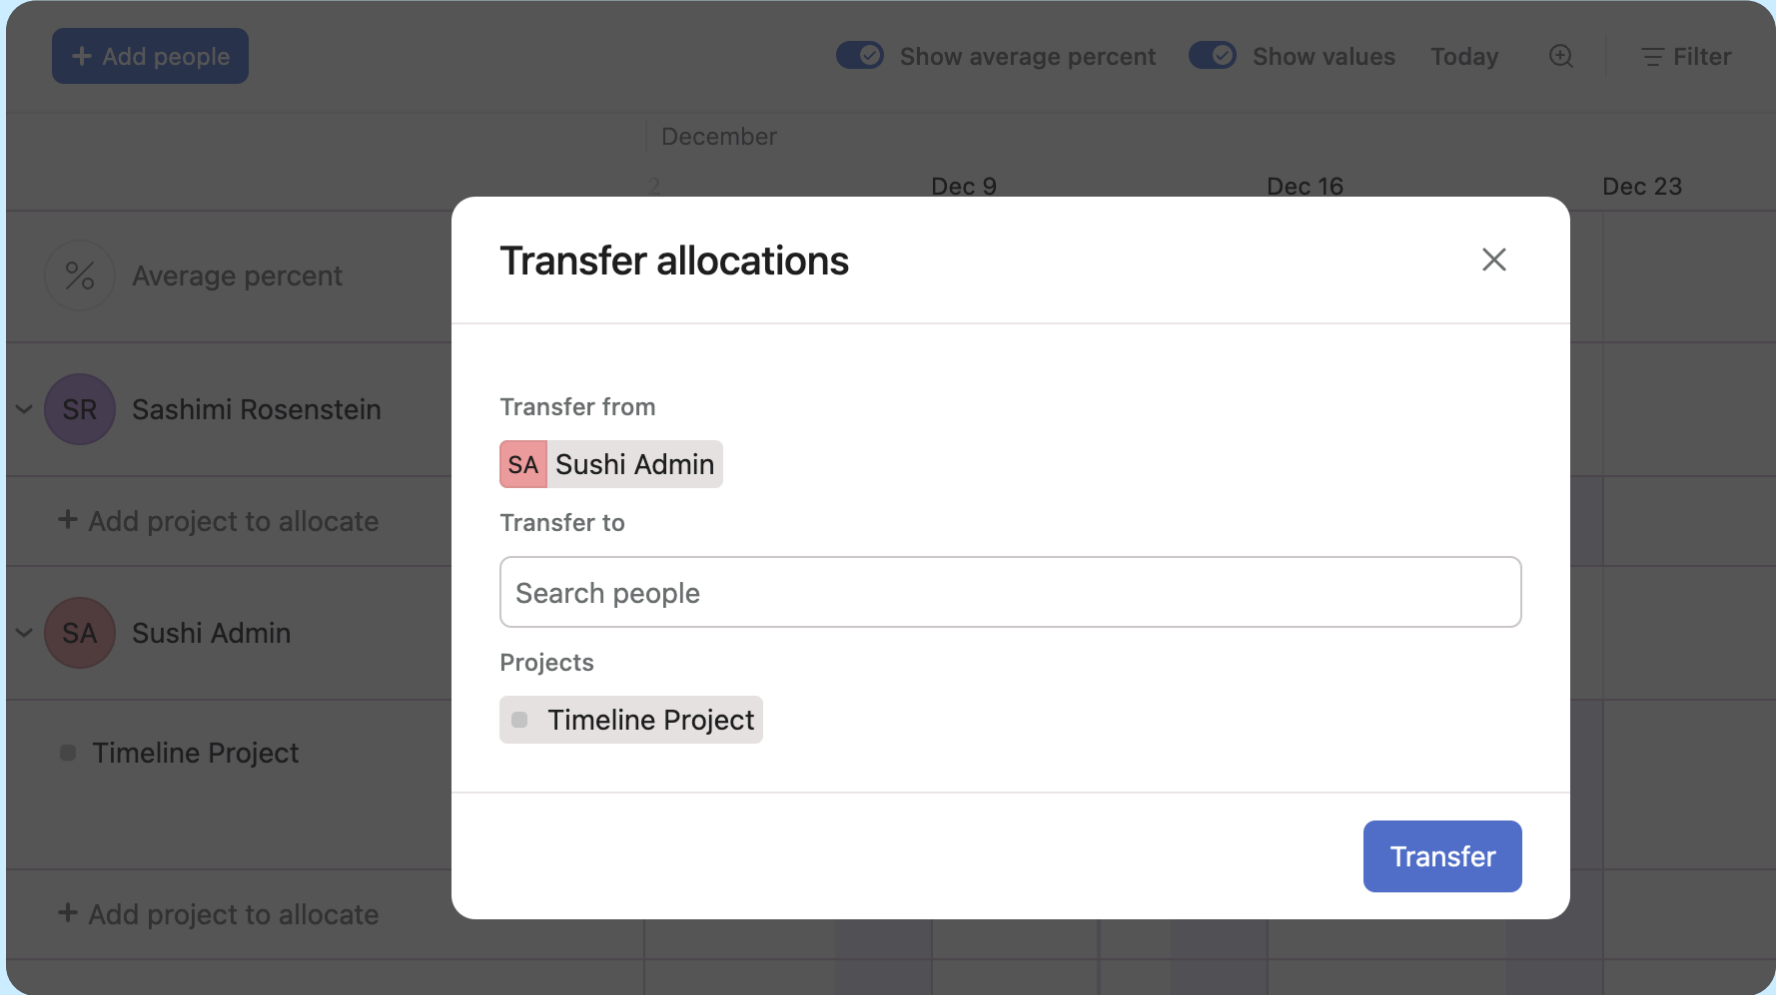 + Add people
Show average percent
Show values
Today
Filter
December
2
Dec 9
Dec 16
Dec 23
% Average percent
SR Sashimi Rosenstein
+ Add project to allocate
SA Sushi Admin
Timeline Project
+ Add project to allocate
Transfer allocations
Transfer from
SA Sushi Admin
Transfer to
Search people
Projects
Timeline Project
Transfer